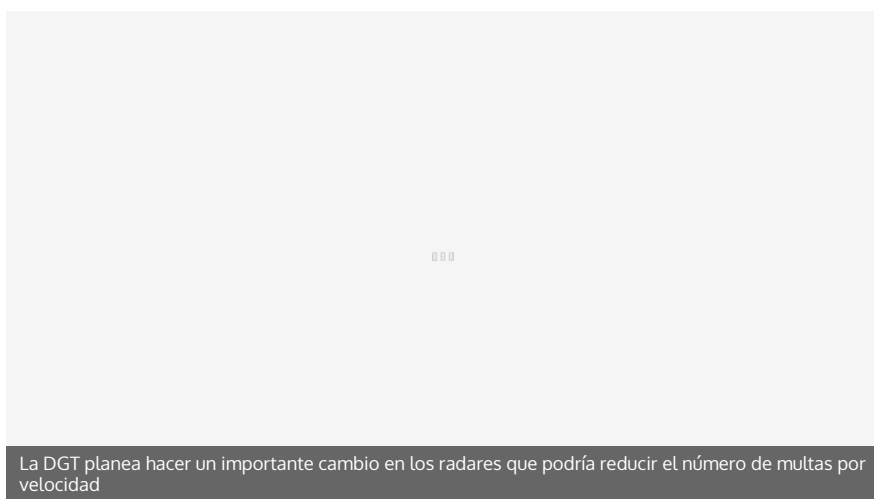 La DGT planea hacer un importante cambio en los radares que podría reducir el número de multas por
velocidad